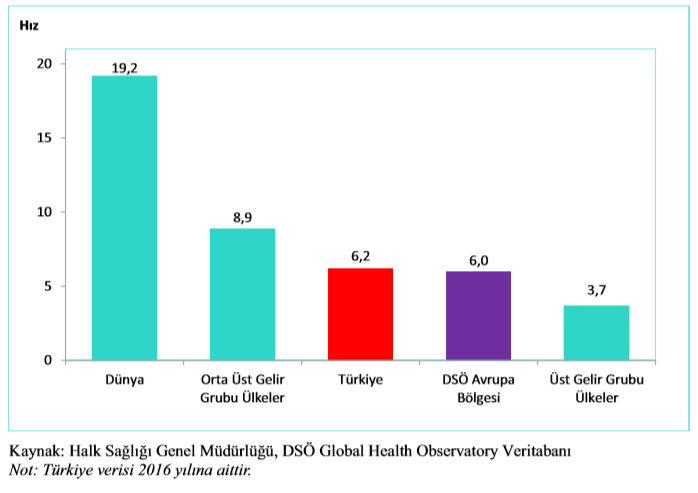 Hız
20
15
10
5
0
19,2
8,9
6,2
6,0
3,7
Dünya
Orta Üst Gelir
Grubu Ülkeler
Türkiye
DSÖ Avrupa
Bölgesi
Üst Gelir Grubu
Ülkeler
Kaynak: Halk Sağlığı Genel Müdürlüğü, DSÖ Global Health Observatory Veritabanı
Not: Türkiye verisi 2016 yılına aittir.